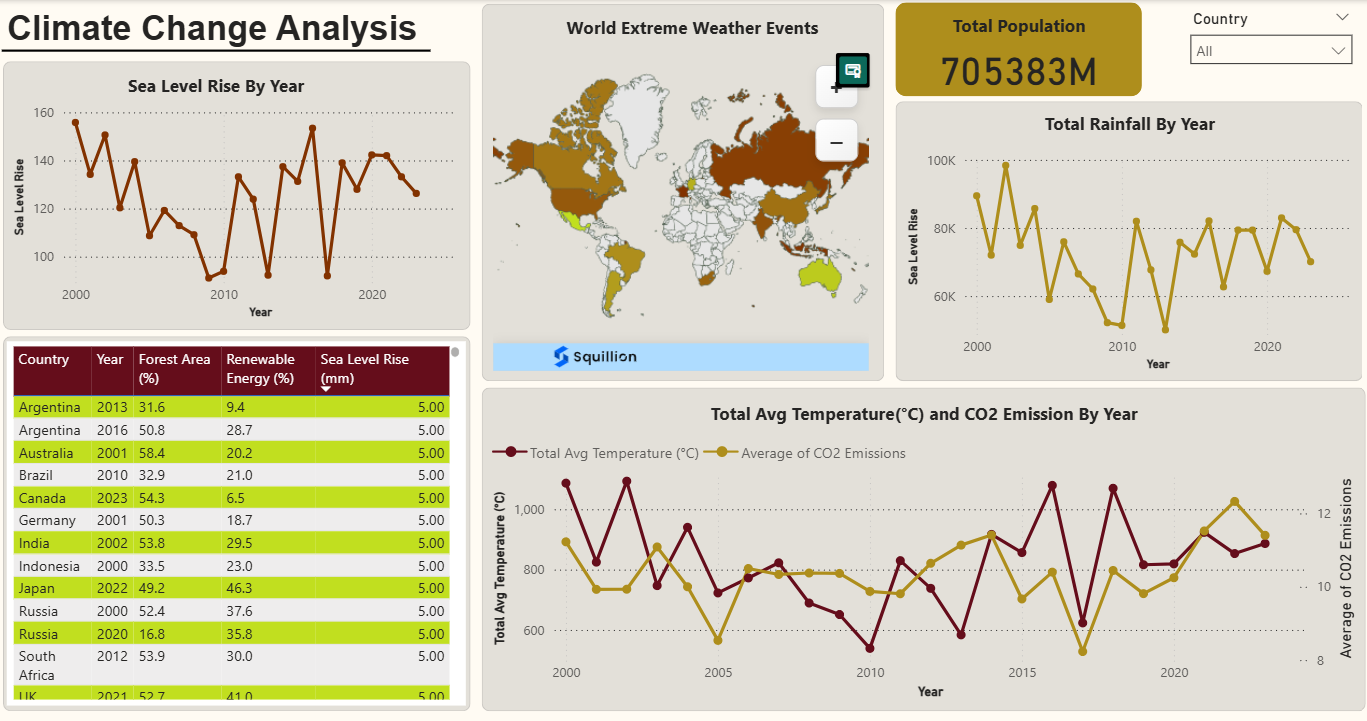 Climate Change Analysis
Sea Level Rise By Year
Sea Level Rise
160
140
120
100
2000
2010
2020
Year
World Extreme Weather Events
+
−
Squillion
Total Population
705383M
Country
All
Total Rainfall By Year
Sea Level Rise
100K
80K
60K
2000
2010
2020
Year
Country Year Forest Area (%) Renewable Energy (%) Sea Level Rise (mm)
Argentina 2013 31.6 9.4 5.00
Argentina 2016 50.8 28.7 5.00
Australia 2001 58.4 20.2 5.00
Brazil 2010 32.9 21.0 5.00
Canada 2023 54.3 6.5 5.00
Germany 2001 50.3 18.7 5.00
India 2002 53.8 29.5 5.00
Indonesia 2000 33.5 23.0 5.00
Japan 2022 49.2 46.3 5.00
Russia 2000 52.4 37.6 5.00
Russia 2020 16.8 35.8 5.00
South Africa 2012 53.9 30.0 5.00
UK 2021 52.7 41.0 5.00
Total Avg Temperature(°C) and CO2 Emission By Year
Total Avg Temperature (°C) Average of CO2 Emissions
Total Avg Temperature (°C)
1,000
800
600
2000
2005
2010
2015
2020
Year
12
10
8
Average of CO2 Emissions